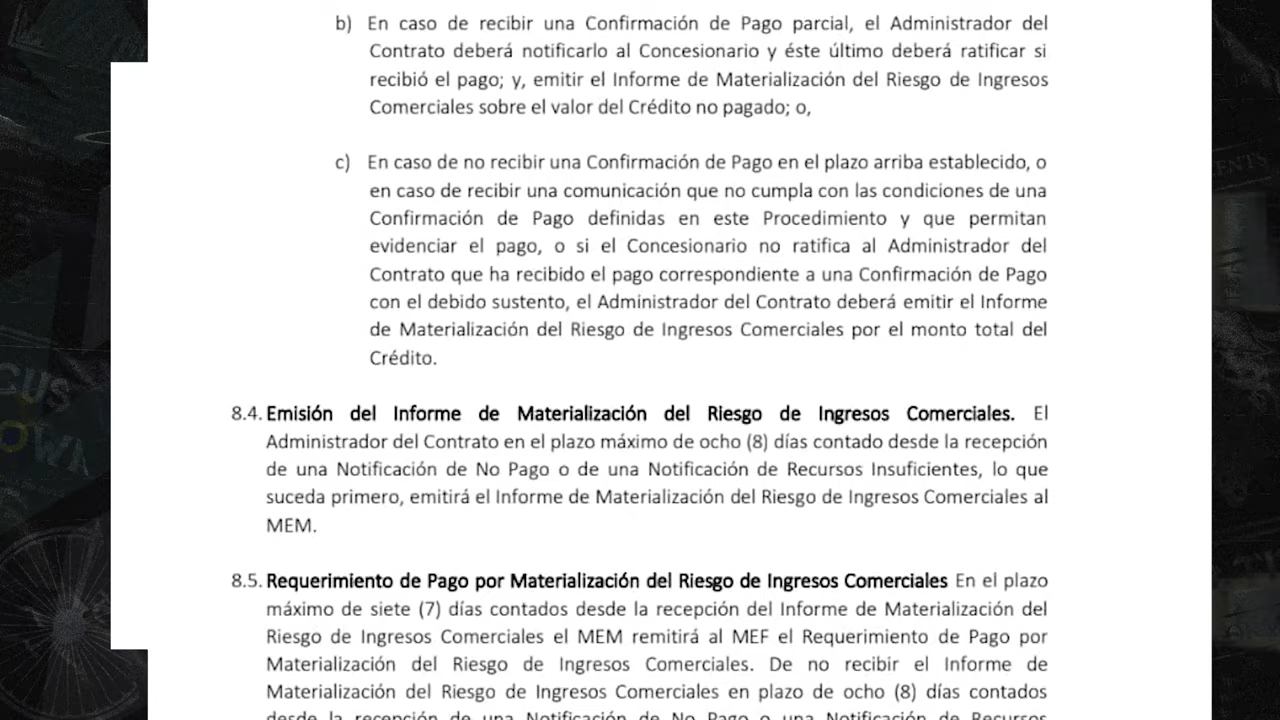 b) En caso de recibir una Confirmación de Pago parcial, el Administrador del
Contrato deberá notificarlo al Concesionario y éste último deberá ratificar si
recibió el pago; y, emitir el Informe de Materialización del Riesgo de Ingresos
Comerciales sobre el valor del Crédito no pagado; o,
c) En caso de no recibir una Confirmación de Pago en el plazo arriba establecido, o
en caso de recibir una comunicación que no cumpla con las condiciones de una
Confirmación de Pago definidas en este Procedimiento y que permitan
evidenciar el pago, o si el Concesionario no ratifica al Administrador del
Contrato que ha recibido el pago correspondiente a una Confirmación de Pago
con el debido sustento, el Administrador del Contrato deberá emitir el Informe
de Materialización del Riesgo de Ingresos Comerciales por el monto total del
Crédito.
8.4. Emisión del Informe de Materialización del Riesgo de Ingresos Comerciales. El
Administrador del Contrato en el plazo máximo de ocho (8) días contado desde la recepción
de una Notificación de No Pago o de una Notificación de Recursos Insuficientes, lo que
suceda primero, emitirá el Informe de Materialización del Riesgo de Ingresos Comerciales al
MEM.
8.5. Requerimiento de Pago por Materialización del Riesgo de Ingresos Comerciales En el plazo
máximo de siete (7) días contados desde la recepción del Informe de Materialización del
Riesgo de Ingresos Comerciales el MEM remitirá al MEF el Requerimiento de Pago por
Materialización del Riesgo de Ingresos Comerciales. De no recibir el Informe de
Materialización del Riesgo de Ingresos Comerciales en plazo de ocho (8) días contados
desde la recepción de una Notificación de No Pago o una Notificación de Recursos